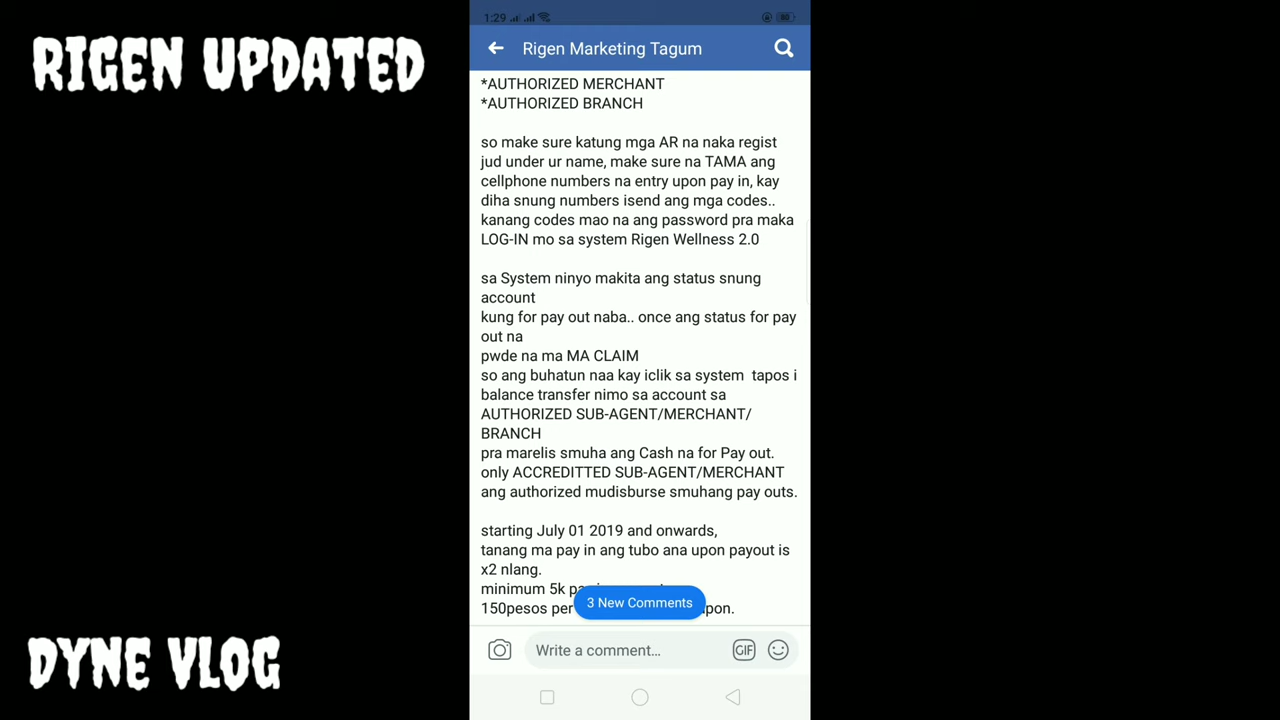 RIGEN UPDATED
1:29
80
Rigen Marketing Tagum
*AUTHORIZED MERCHANT
*AUTHORIZED BRANCH
so make sure katung mga AR na naka regist
jud under ur name, make sure na TAMA ang
cellphone numbers na entry upon pay in, kay
diha snung numbers isend ang mga codes..
kanang codes mao na ang password pra maka
LOG-IN mo sa system Rigen Wellness 2.0
sa System ninyo makita ang status snung
account
kung for pay out naba.. once ang status for pay
out na
pwde na ma MA CLAIM
so ang buhatun naa kay iclik sa system tapos i
balance transfer nimo sa account sa
AUTHORIZED SUB-AGENT/MERCHANT/
BRANCH
pra marelis smuha ang Cash na for Pay out.
only ACCREDITTED SUB-AGENT/MERCHANT
ang authorized mudisburse smuhang pay outs.
starting July 01 2019 and onwards,
tanang ma pay in ang tubo ana upon payout is
x2 nlang.
minimum 5k
150pesos per
3 New Comments
Write a comment...
GIF
DYNE VLOG